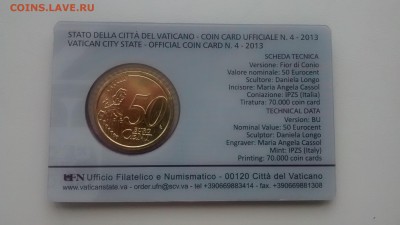 COINS.LAVE.RU
STATO DELLA CITTÀ DEL VATICANO - COIN CARD UFFICIALE N. 4 - 2013
VATICAN CITY STATE - OFFICIAL COIN CARD N. 4 - 2013
SCHEDA TECNICA
Versione: Fior di Conio
Valore nominale: 50 Eurocent
Scultore: Daniela Longo
Incisore: Maria Angela Cassol
Coniazione: IPZS (Italia)
Tiratura: 70.000 coin card
TECHNICAL DATA
Version: BU
Nominal Value: 50 Eurocent
Sculptor: Daniela Longo
Engraver: Maria Angela Cassol
Mint: IPZS (Italy)
Printing: 70.000 coin cards
50
EURO
CENT
UFN Ufficio Filatelico e Numismatico - 00120 Città del Vaticano
www.vaticanstate.va - order.ufn@scv.va - tel +390669883414 - fax +390669881308